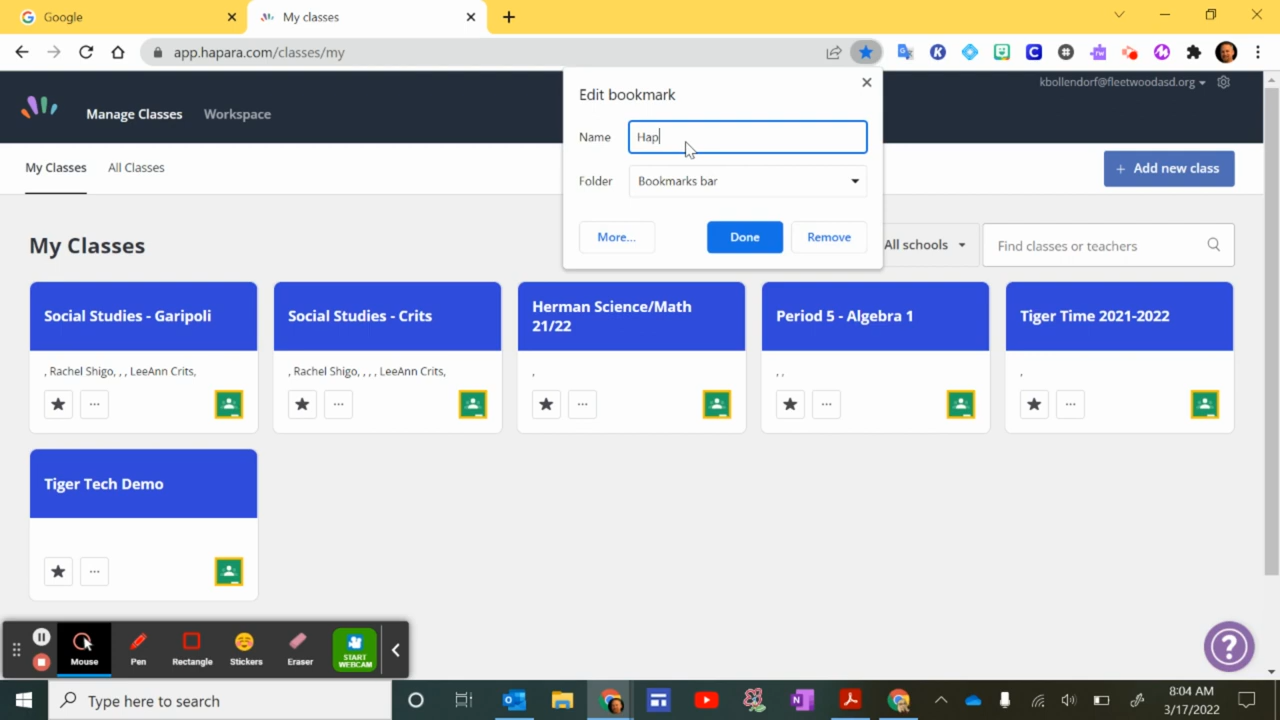 Google
My classes
app.hapara.com/classes/my
kbollendorf@fleetwoodasd.org
Manage Classes
Workspace
Edit bookmark
Name
Hap
Folder
Bookmarks bar
More...
Done
Remove
My Classes
All Classes
+ Add new class
My Classes
All schools
Find classes or teachers
Social Studies - Garipoli
, Rachel Shigo, , , LeeAnn Crits,
Social Studies - Crits
, Rachel Shigo, , , , LeeAnn Crits,
Herman Science/Math
21/22
,
Period 5 - Algebra 1
, ,
Tiger Time 2021-2022
,
Tiger Tech Demo
Mouse
Pen
Rectangle
Stickers
Eraser
START
WEBCAM
?
Type here to search
8:04 AM
3/17/2022